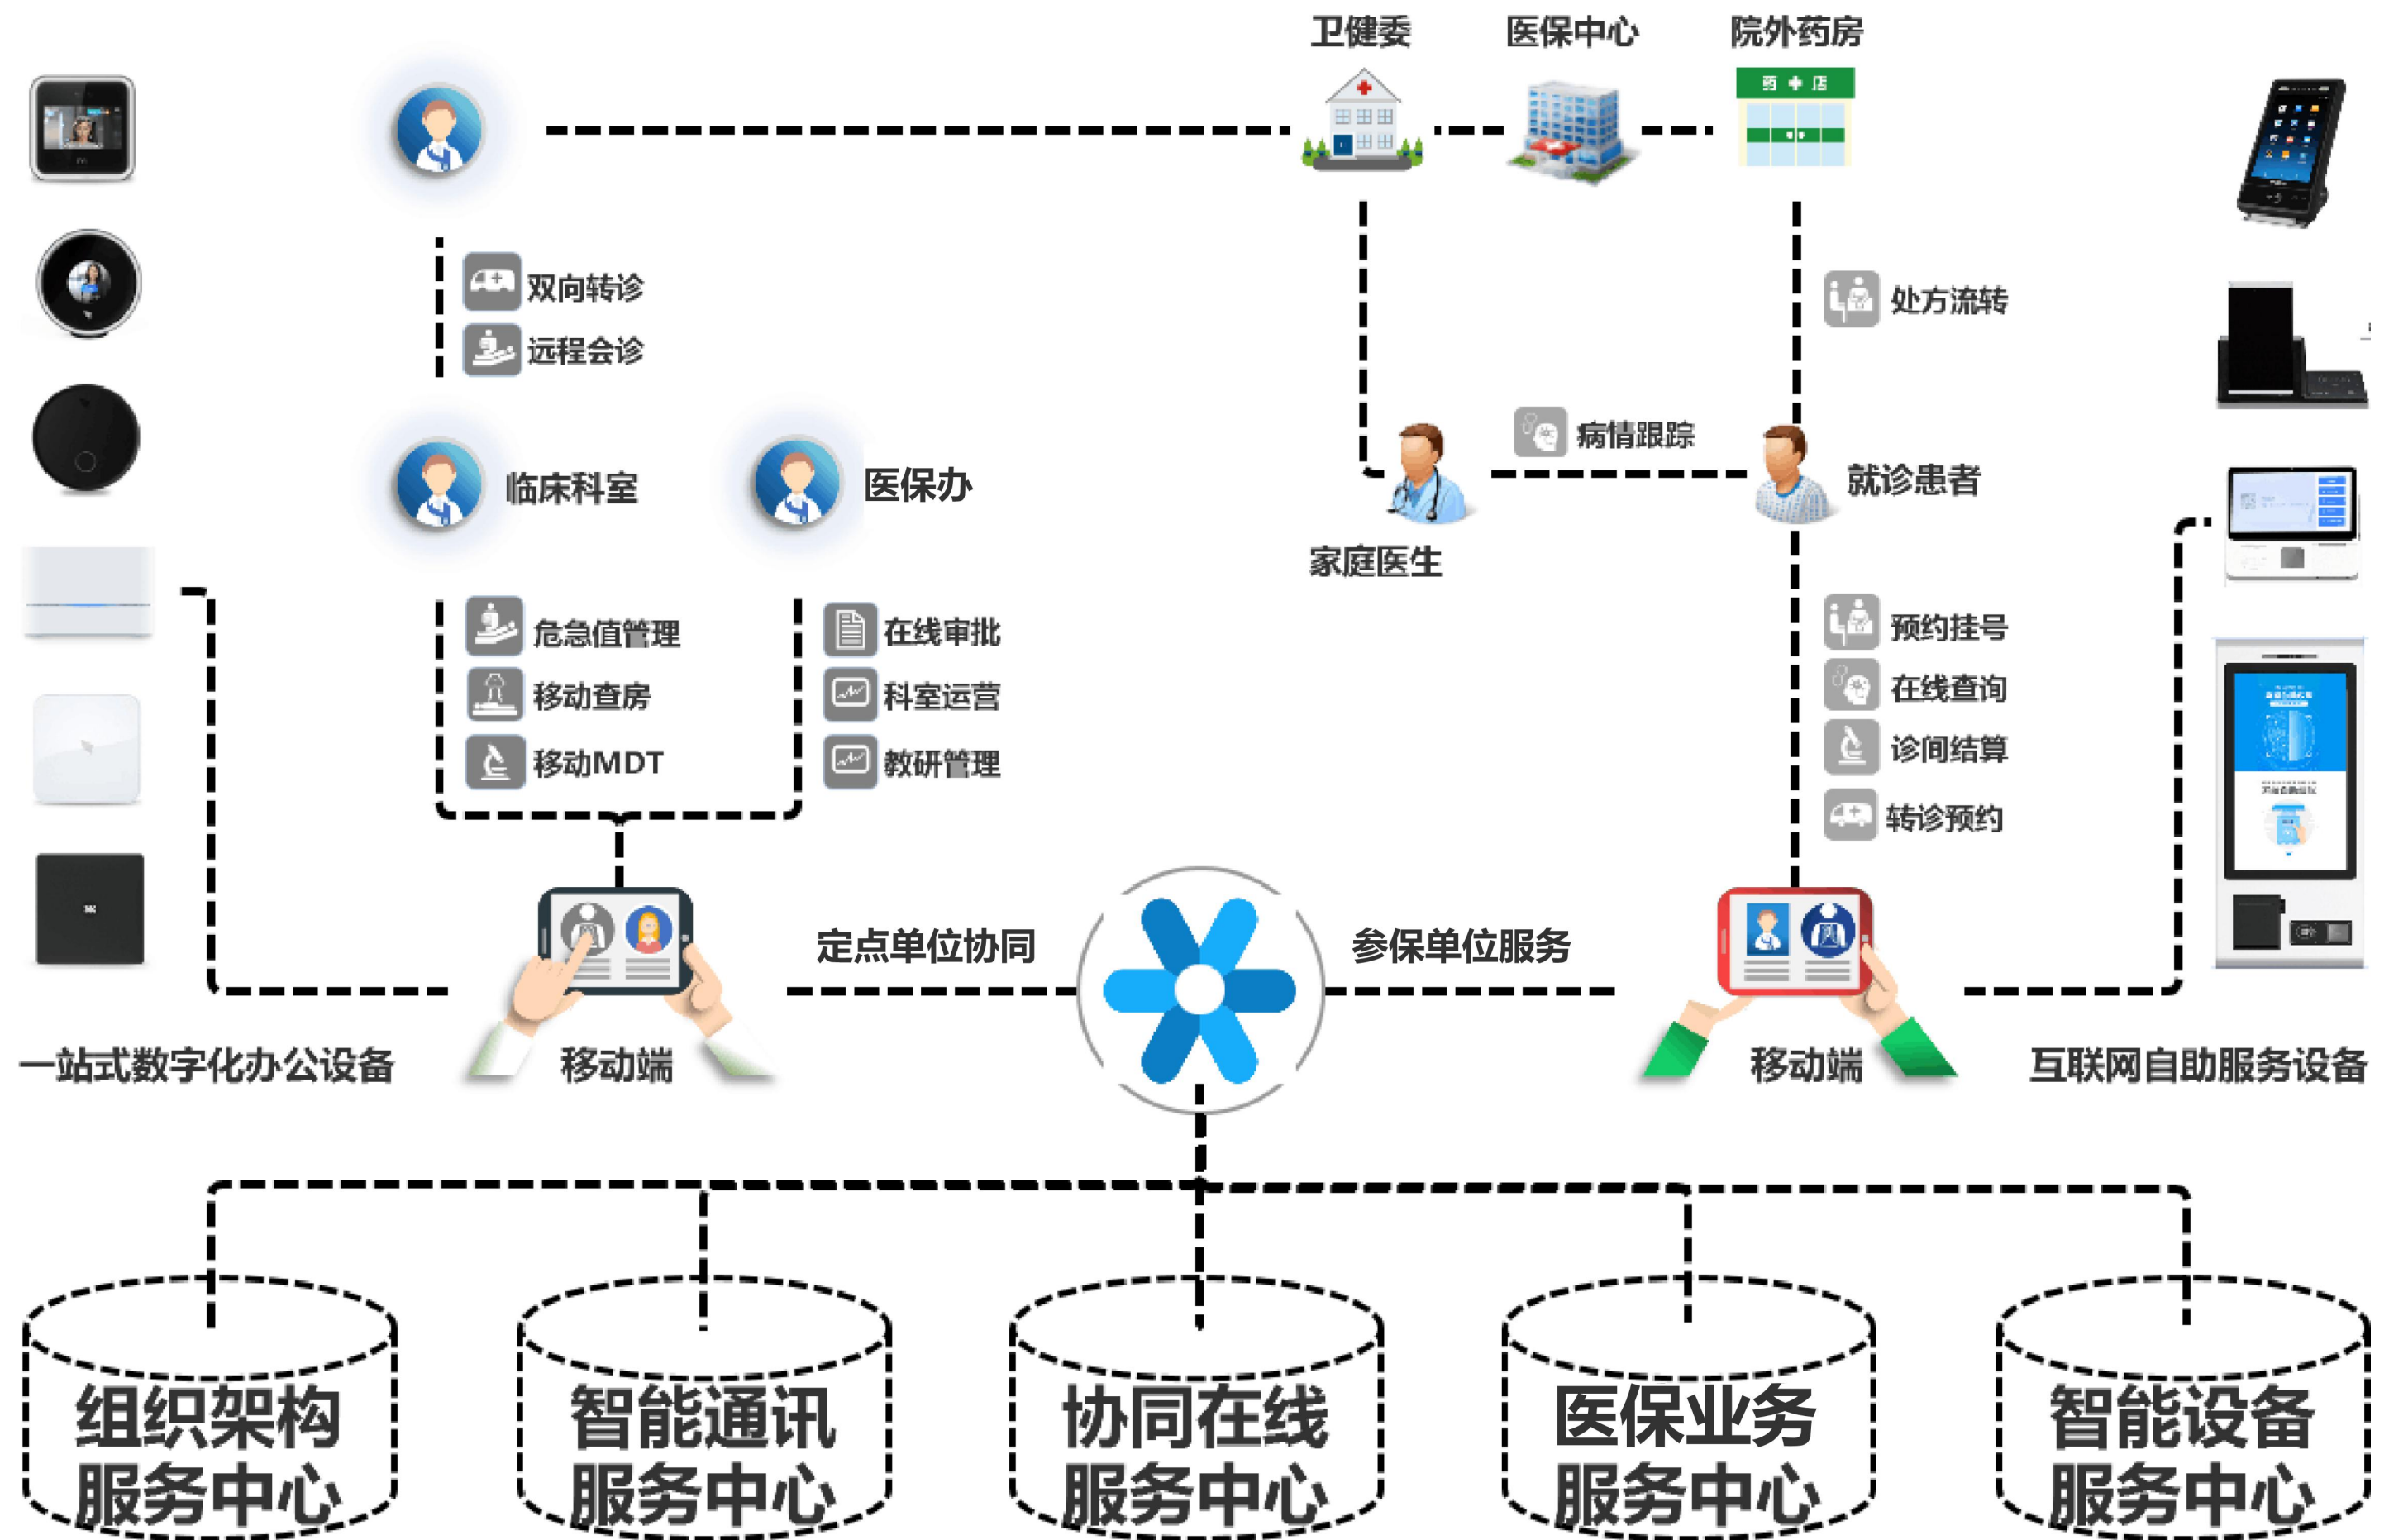 卫健委
医保中心
院外药房
药 店
双向转诊
远程会诊
处方流转
病情跟踪
临床科室
医保办
就诊患者
家庭医生
危急值管理
移动查房
移动MDT
在线审批
科室运营
教研管理
预约挂号
在线查询
诊间结算
转诊预约
定点单位协同
参保单位服务
一站式数字化办公设备
移动端
移动端
互联网自助服务设备
组织架构
服务中心
智能通讯
服务中心
协同在线
服务中心
医保业务
服务中心
智能设备
服务中心